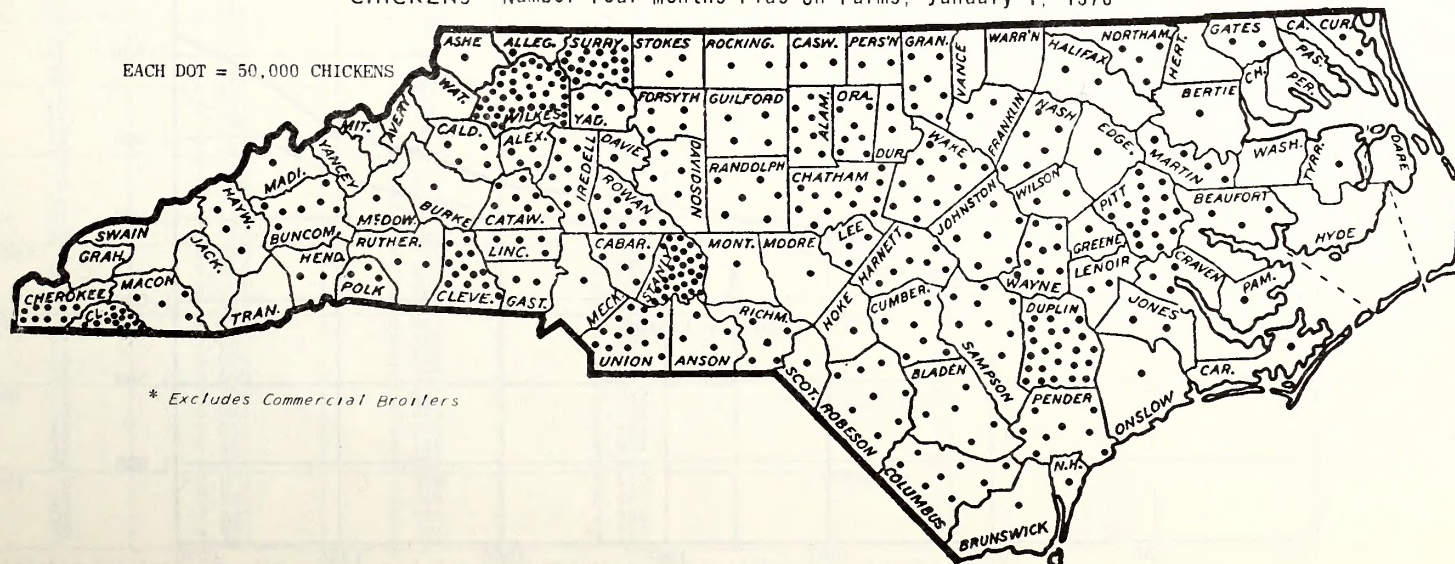 CHICKENS Number Four Months Plus on Farms, January 1, 1976
EACH DOT = 50,000 CHICKENS
ASHE
ALLEG.
SURRY
STOKES
ROCKING.
CASW.
PERS'N
GRAN.
VANCE
WARR'N
HALIFAX
NORTHAM.
HERT.
GATES
CA.
CUR.
PAS.
PER.
CH.
BERTIE
WAT.
AVERY
MIT.
YANCEY
WILKES
YAD.
FORSYTH
GUILFORD
ALAM.
ORA.
DUR.
FRANKLIN
NASH
EDGE.
MARTIN
WASH.
TYRR.
DARE
CALD.
ALEX.
IREDELL
DAVIE
DAVIDSON
RANDOLPH
CHATHAM
WAKE
WILSON
PITT
BEAUFORT
HYDE
MADI.
HAYW.
BUNCOM.
McDOW.
BURKE
CATAW.
ROWAN
JOHNSTON
GREENE
SWAIN
GRAH.
JACK.
HEND.
RUTHER.
LINC.
CABAR.
STANLY
MONT.
MOORE
LEE
HARNETT
WAYNE
LENOIR
CRAVEN
PAM.
CHEROKEE
CL.
MACON
TRAN.
POLK
CLEVE.
GAST.
MECK.
UNION
ANSON
RICHM.
HOKE
CUMBER.
SAMPSON
DUPLIN
JONES
CAR.
ONSLOW
SCOT.
ROBESON
BLADEN
PENDER
COLUMBUS
N.H.
BRUNSWICK
* Excludes Commercial Broilers